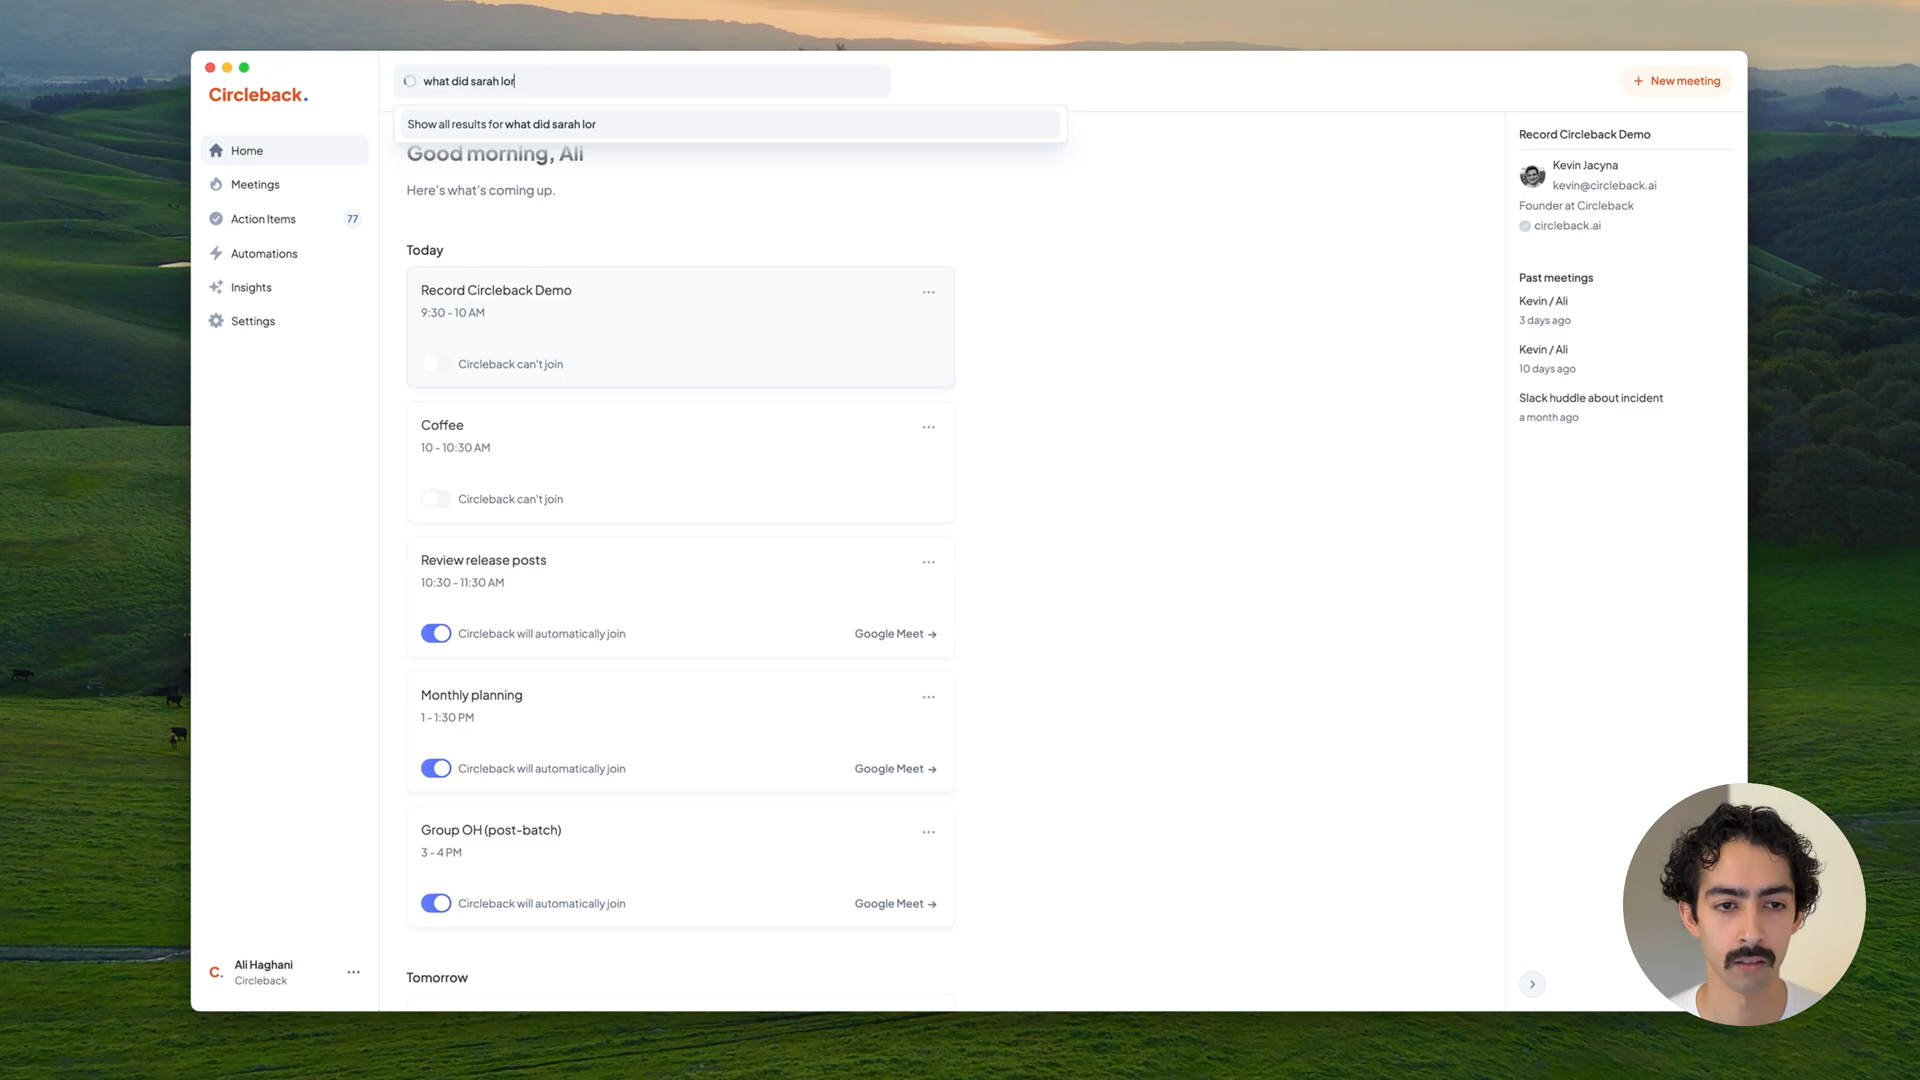 Circleback.
Home
Meetings
Action Items 77
Automations
Insights
Settings
Ali Haghani
C.
Circleback
what did sarah lor
Show all results for what did sarah lor
New meeting
Good morning, Ali
Here's what's coming up.
Today
Record Circleback Demo
9:30 - 10 AM
Circleback can't join
Coffee
10 - 10:30 AM
Circleback can't join
Review release posts
10:30 - 11:30 AM
Circleback will automatically join Google Meet →
Monthly planning
1 - 1:30 PM
Circleback will automatically join Google Meet →
Group OH (post-batch)
3 - 4 PM
Circleback will automatically join Google Meet →
Tomorrow
Record Circleback Demo
Kevin Jacyna
kevin@circleback.ai
Founder at Circleback
circleback.ai
Past meetings
Kevin / Ali
3 days ago
Kevin / Ali
10 days ago
Slack huddle about incident
a month ago